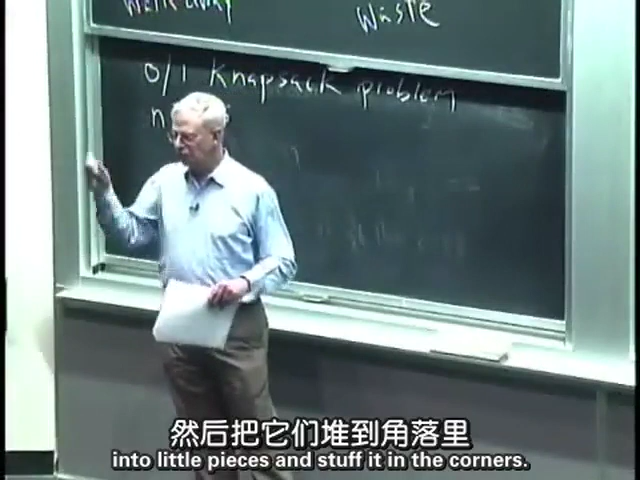 Waste
0/1 knapsack problem
n
然后把它们堆到角落里
into little pieces and stuff it in the corners.